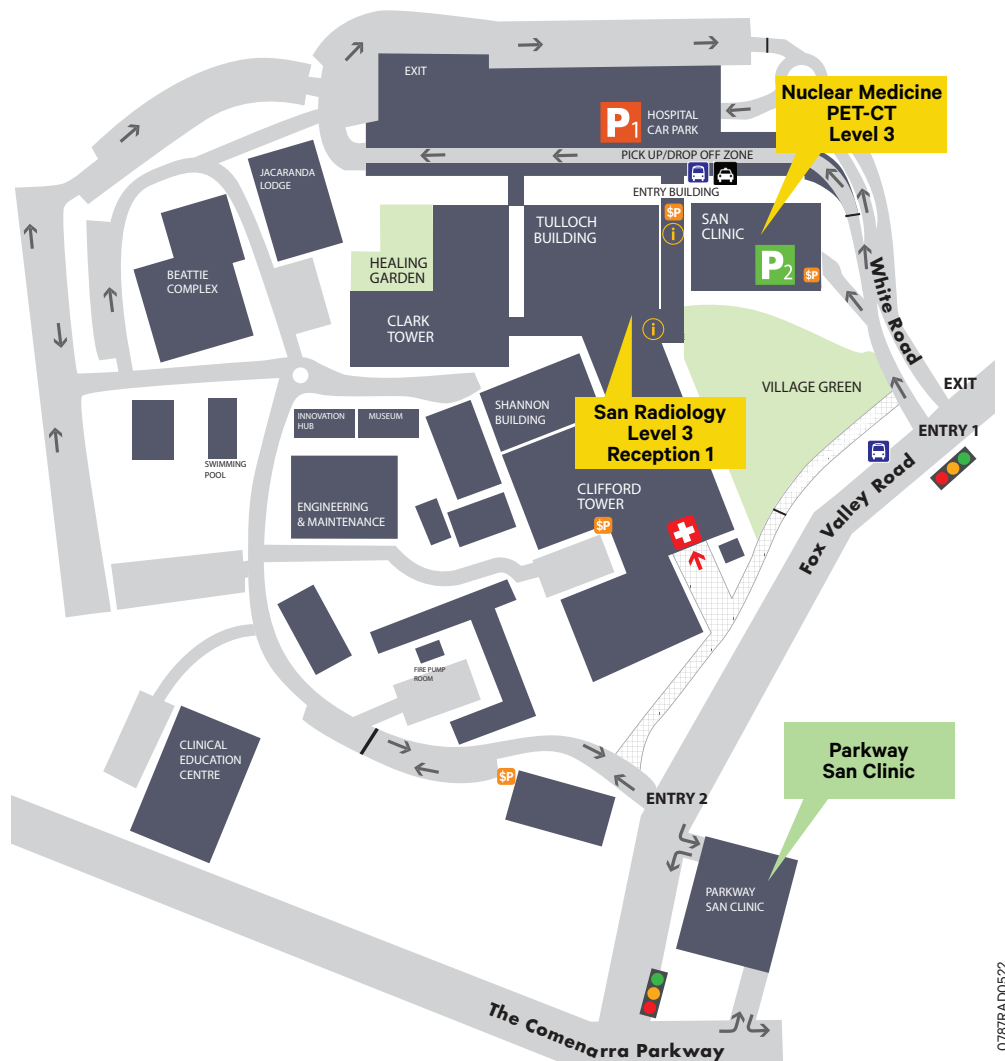 EXIT
P1
HOSPITAL
CAR PARK
Nuclear Medicine
PET-CT
Level 3
PICK UP/DROP OFF ZONE
ENTRY BUILDING
JACARANDA
LODGE
$P
i
TULLOCH
BUILDING
SAN
CLINIC
P2
$P
HEALING
GARDEN
BEATTIE
COMPLEX
White Road
CLARK
TOWER
i
VILLAGE GREEN
EXIT
ENTRY 1
SHANNON
BUILDING
San Radiology
Level 3
Reception 1
INNOVATION
HUB
MUSEUM
SWIMMING
POOL
ENGINEERING
& MAINTENANCE
CLIFFORD
TOWER
$P
Fox Valley Road
FIRE PUMP
ROOM
CLINICAL
EDUCATION
CENTRE
Parkway
San Clinic
$P
ENTRY 2
PARKWAY
SAN CLINIC
The Comenarra Parkway
0787RAD0522